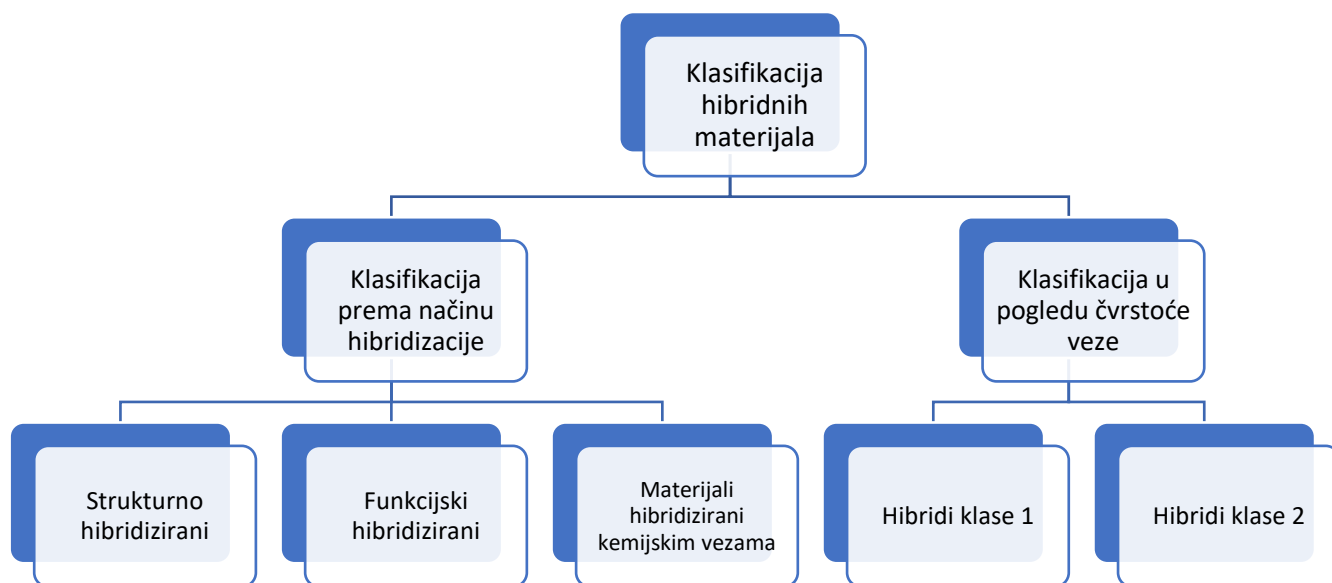 Klasifikacija
hibridnih
materijala
Klasifikacija
prema načinu
hibridizacije
Klasifikacija u
pogledu čvrstoće
veze
Strukturno
hibridizirani
Funkcijski
hibridizirani
Materijali
hibridizirani
kemijskim vezama
Hibridi klase 1
Hibridi klase 2